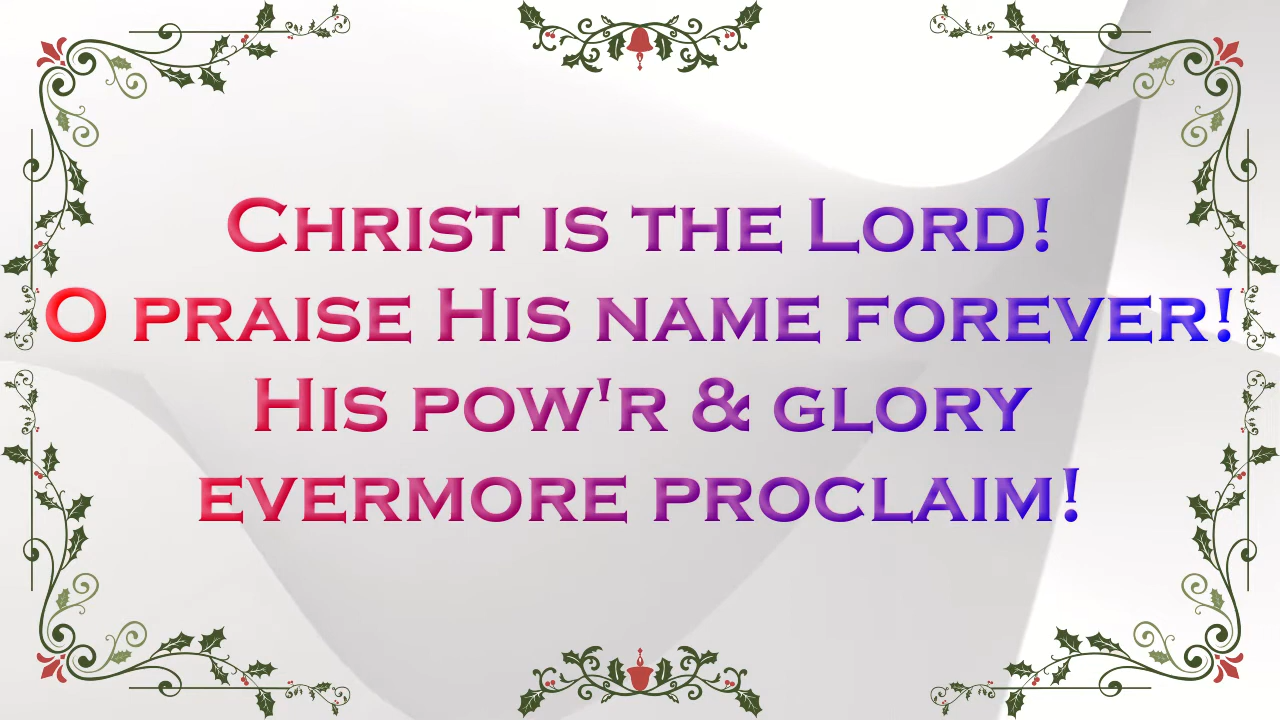 Christ is the Lord!
O praise His name forever!
His pow'r & glory
evermore proclaim!